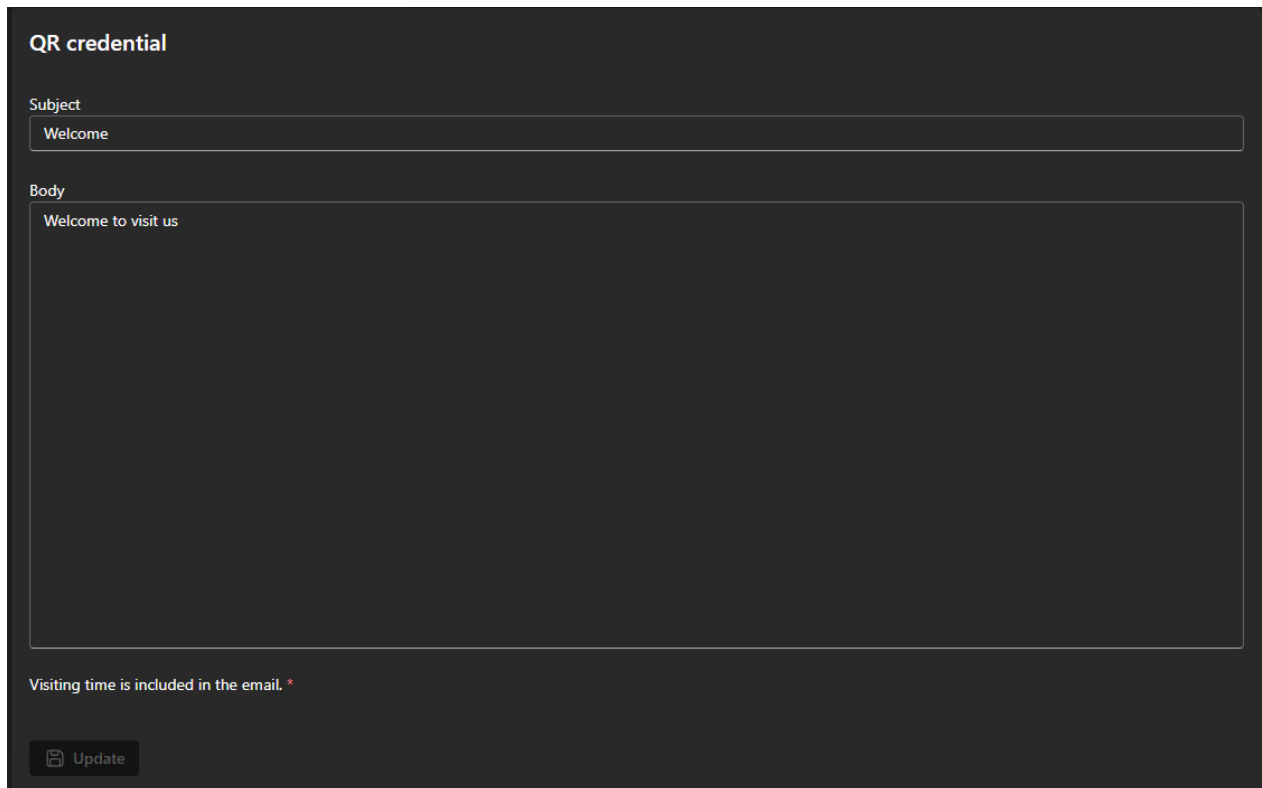 QR credential
Subject
Welcome
Body
Welcome to visit us
Visiting time is included in the email. *
Update